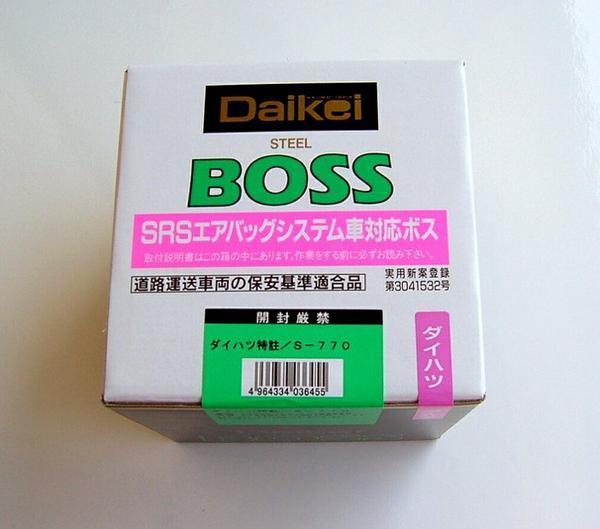 Daikei
STEEL
BOSS
SRSエアバッグシステム車対応ボス
取付説明書はこの箱の中にあります。作業をする前に必ずお読み下さい。
道路運送車両の保安基準適合品
実用新案登録
第3041532号
開封厳禁
ダイハツ特註/S-770
4 964334 036455
ダイハツ